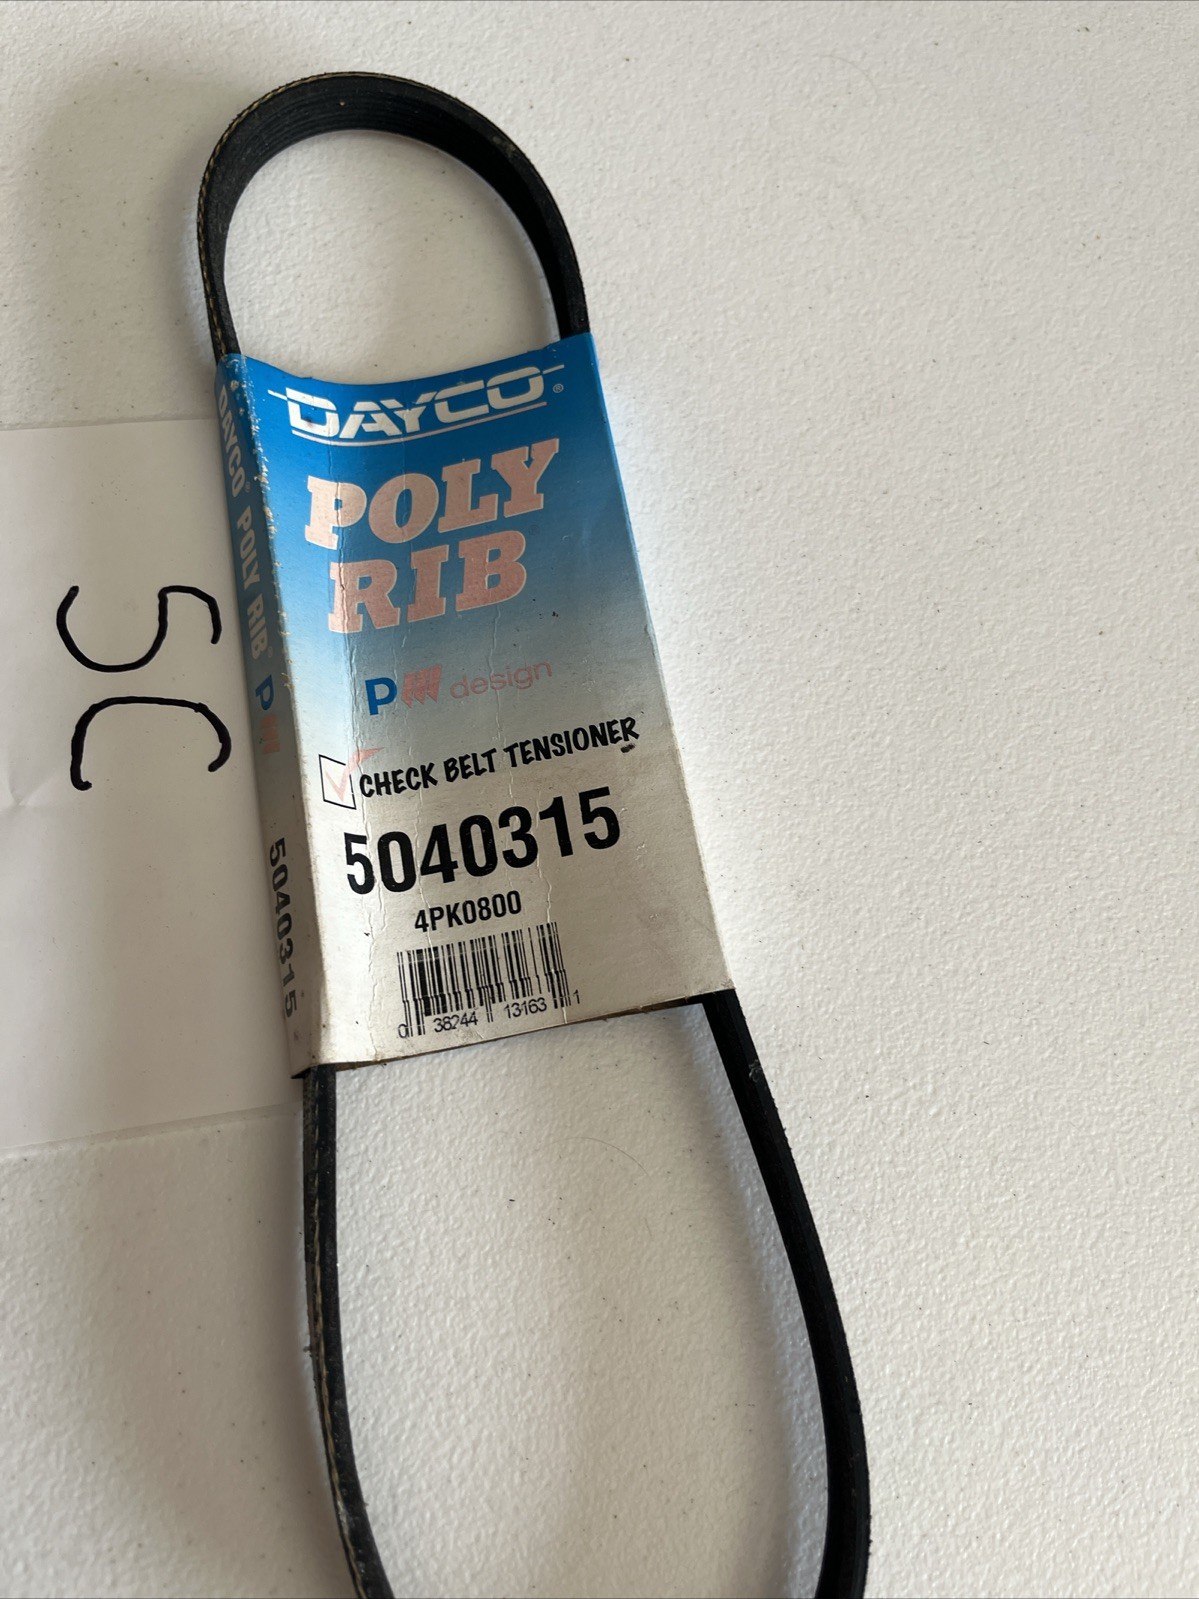 DAYCO®
POLY
RIB
P design
CHECK BELT TENSIONER
5040315
4PK0800
0 38244 13163 1
DAYCO® POLY RIB® P
5040315
5C